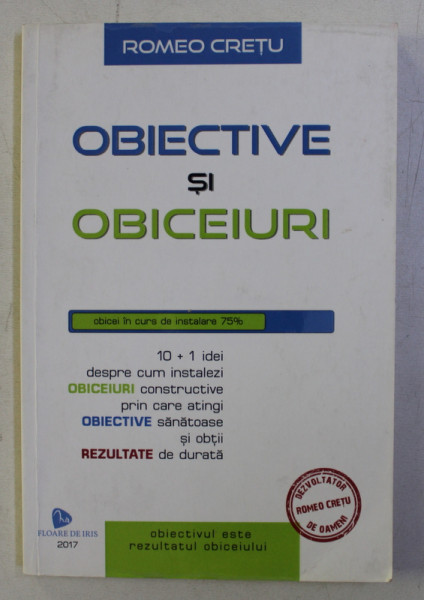 ROMEO CREȚU
OBIECTIVE
ȘI
OBICEIURI
obicei în curs de instalare 75%
10 + 1 idei
despre cum instalezi
OBICEIURI constructive
prin care atingi
OBIECTIVE sănătoase
și obții
REZULTATE de durată
DEZVOLTATOR
ROMEO CREȚU
DE OAMENI
FLOARE DE IRIS
2017
obiectivul este
rezultatul obiceiului